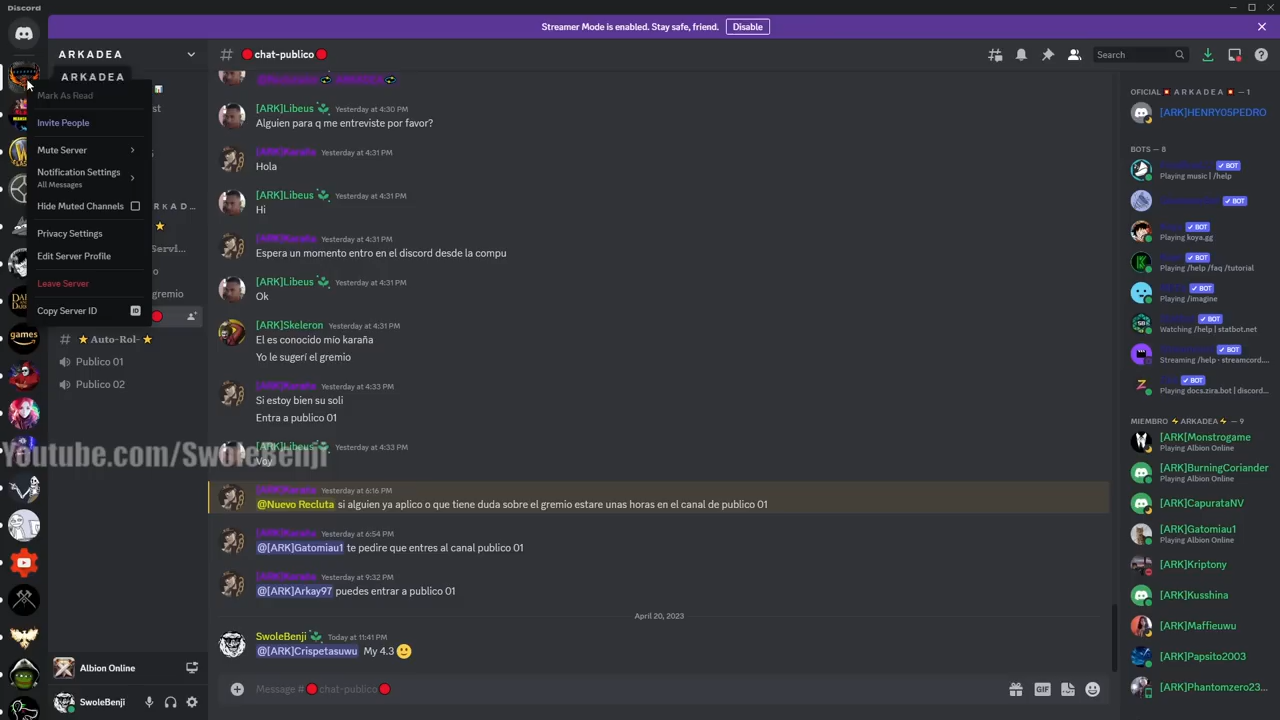 Discord
Streamer Mode is enabled. Stay safe, friend.
Disable
ARKADEA
chat-publico
Search
ARKADEA
Mark As Read
Invite People
Mute Server
Notification Settings
All Messages
Hide Muted Channels
Privacy Settings
Edit Server Profile
Leave Server
Copy Server ID
ID
gremio
Auto-Rol-
Publico 01
Publico 02
games
Albion Online
SwoleBenji
[ARK]Libeus Yesterday at 4:30 PM
Alguien para q me entreviste por favor?
[ARK]Karaña Yesterday at 4:31 PM
Hola
[ARK]Libeus Yesterday at 4:31 PM
Hi
[ARK]Karaña Yesterday at 4:31 PM
Espera un momento entro en el discord desde la compu
[ARK]Libeus Yesterday at 4:31 PM
Ok
[ARK]Skeleron Yesterday at 4:31 PM
El es conocido mío karaña
Yo le sugerí el gremio
[ARK]Karaña Yesterday at 4:33 PM
Si estoy bien su soli
Entra a publico 01
[ARK]Libeus Yesterday at 4:33 PM
Voy
Youtube.com/SwoleBenji
[ARK]Karaña Yesterday at 6:16 PM
@Nuevo Recluta si alguien ya aplico o que tiene duda sobre el gremio estare unas horas en el canal de publico 01
[ARK]Karaña Yesterday at 6:54 PM
@[ARK]Gatomiau1 te pedire que entres al canal publico 01
[ARK]Karaña Yesterday at 9:32 PM
@[ARK]Arkay97 puedes entrar a publico 01
April 20, 2023
SwoleBenji Today at 11:41 PM
@[ARK]Crispetasuwu My 4.3
Message # chat-publico
GIF
OFICIAL ARKADEA — 1
[ARK]HENRY05PEDRO
BOTS — 8
BOT
Playing music | /help
BOT
BOT
Playing koya.gg
BOT
Playing /help /faq /tutorial
BOT
Playing /imagine
BOT
Watching /help | statbot.net
BOT
Streaming /help · streamcord....
BOT
Playing docs.zira.bot | discord...
MIEMBRO ARKADEA — 9
[ARK[Monstrogame
Playing Albion Online
[ARK]BurningCoriander
Playing Albion Online
[ARK]CapurataNV
[ARK]Gatomiau1
Playing Albion Online
[ARK]Kriptony
[ARK]Kusshina
[ARK]Maffieuwu
[ARK]Papsito2003
[ARK]Phantomzero23...